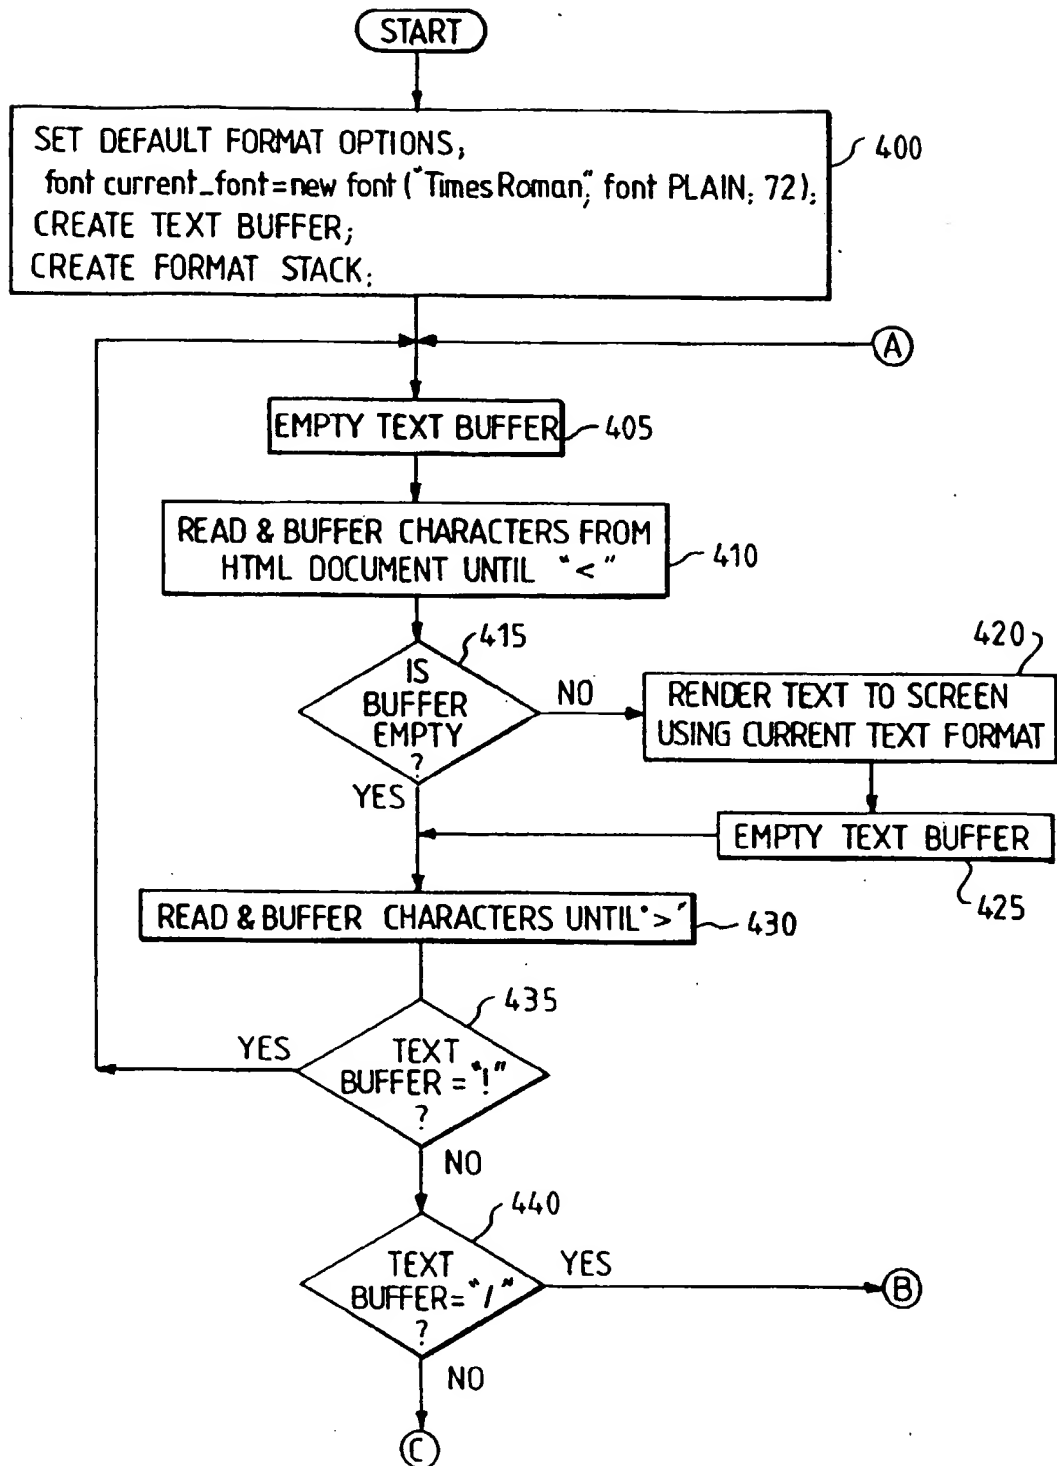 START
SET DEFAULT FORMAT OPTIONS;
font current_font=new font ("TimesRoman", font PLAIN; 72);
CREATE TEXT BUFFER;
CREATE FORMAT STACK;
400
A
EMPTY TEXT BUFFER
405
READ & BUFFER CHARACTERS FROM
HTML DOCUMENT UNTIL "<"
410
415
IS
BUFFER
EMPTY
?
NO
YES
420
RENDER TEXT TO SCREEN
USING CURRENT TEXT FORMAT
EMPTY TEXT BUFFER
425
READ & BUFFER CHARACTERS UNTIL ">"
430
435
YES
TEXT
BUFFER = "!"
?
NO
440
TEXT
BUFFER= "/"
?
YES
B
NO
C